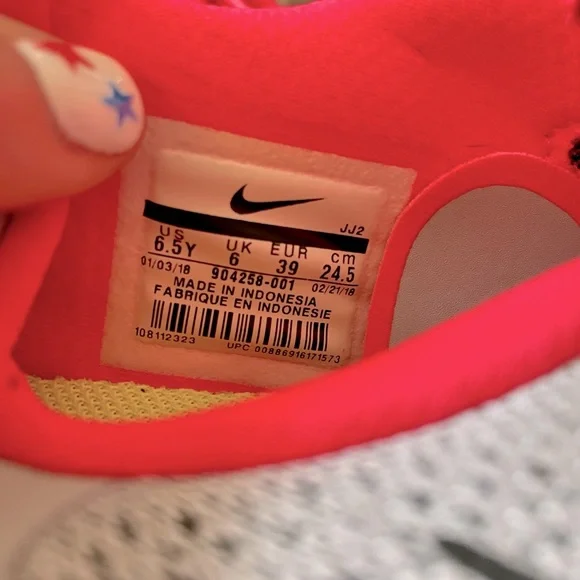 JJ2
US UK EUR cm
6.5Y 6 39 24.5
01/03/18 904258-001 02/21/18
MADE IN INDONESIA
FABRIQUE EN INDONESIE
108112323 UPC 00886916171573